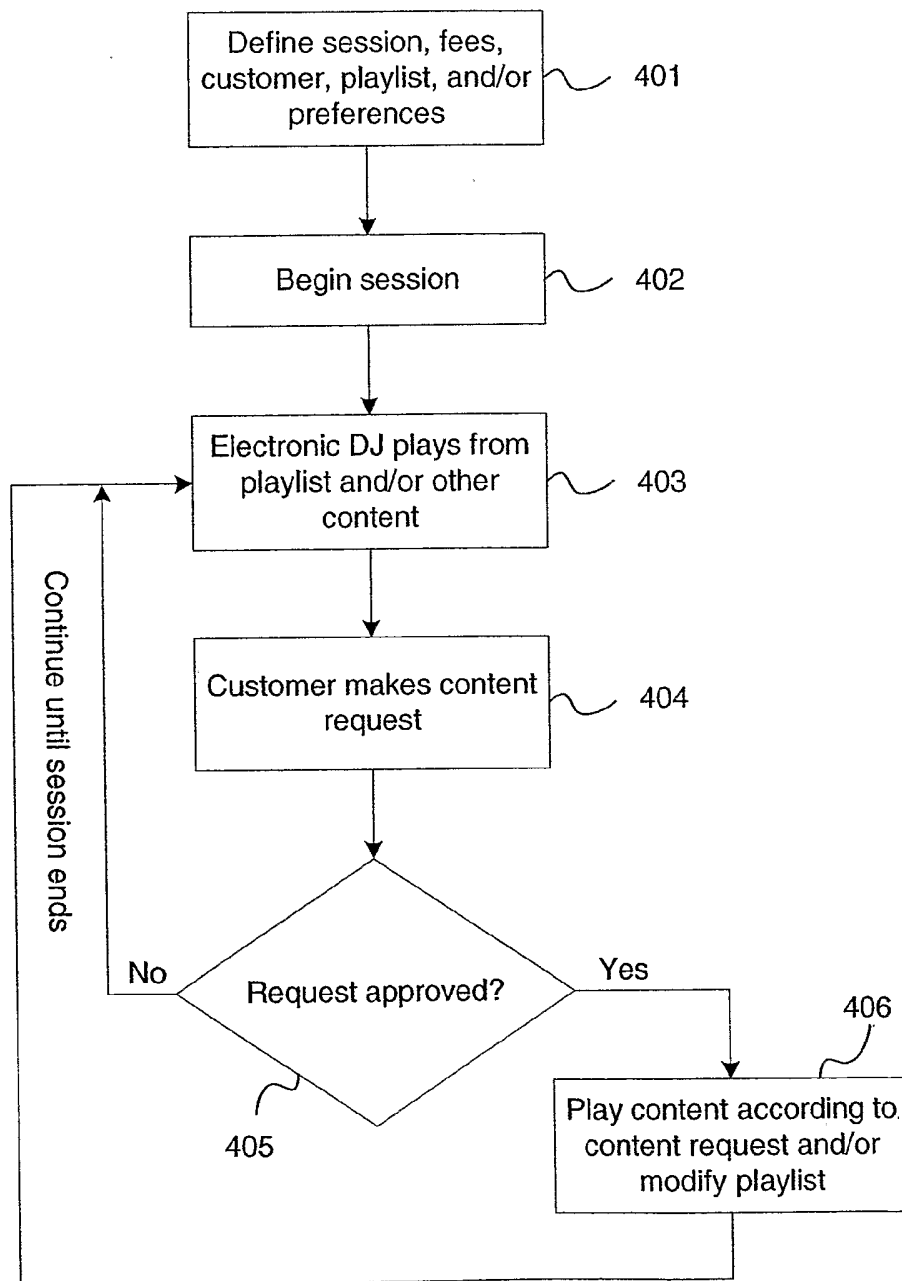 Define session, fees,
customer, playlist, and/or
preferences
401
Begin session
402
Electronic DJ plays from
playlist and/or other
content
403
Continue until session ends
Customer makes content
request
404
No
Request approved?
Yes
405
406
Play content according to
content request and/or
modify playlist